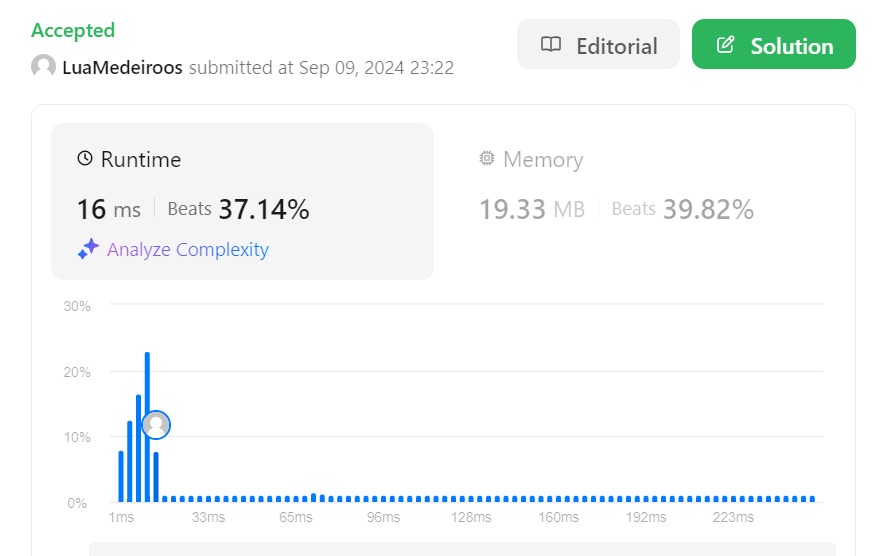 Accepted
LuaMedeiroos submitted at Sep 09, 2024 23:22
Editorial
Solution
Runtime
16 ms | Beats 37.14%
Analyze Complexity
Memory
19.33 MB | Beats 39.82%
30%
20%
10%
0%
1ms 33ms 65ms 96ms 128ms 160ms 192ms 223ms